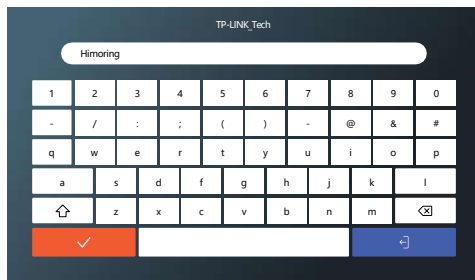 TP-LINK_Tech
Himoring
1 2 3 4 5 6 7 8 9 0
- / : ; ( ) - @ & #
q w e r t y u i o p
a s d f g h j k l
z x c v b n m